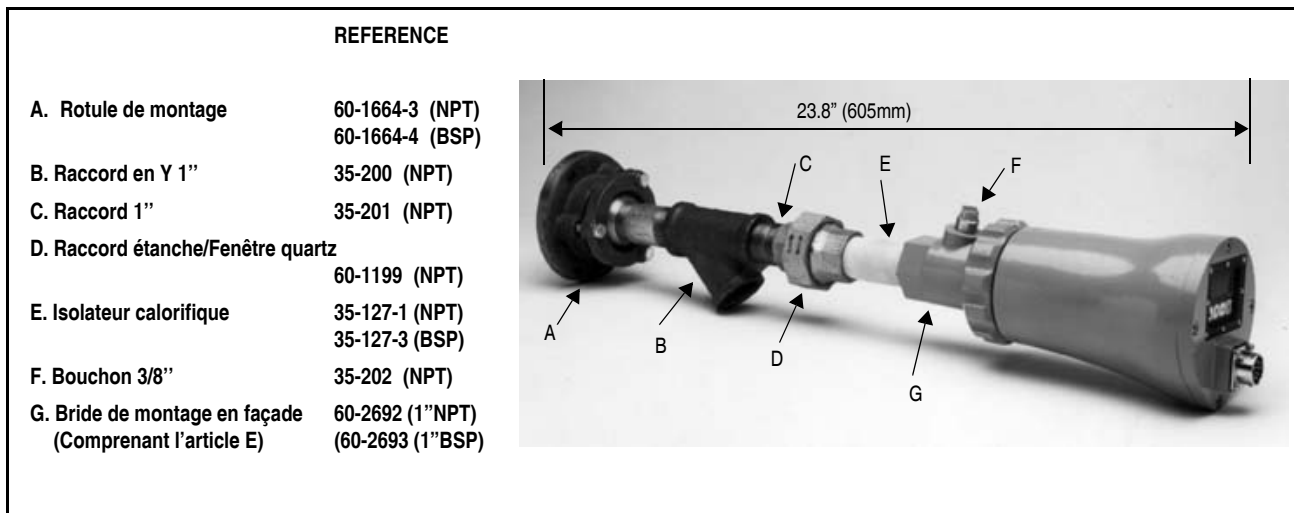 REFERENCE
A. Rotule de montage 60-1664-3 (NPT)
60-1664-4 (BSP)
B. Raccord en Y 1’’ 35-200 (NPT)
C. Raccord 1’’ 35-201 (NPT)
D. Raccord étanche/Fenêtre quartz
60-1199 (NPT)
E. Isolateur calorifique 35-127-1 (NPT)
35-127-3 (BSP)
F. Bouchon 3/8’’ 35-202 (NPT)
G. Bride de montage en façade 60-2692 (1’’NPT)
(Comprenant l’article E) (60-2693 (1’’BSP)
23.8” (605mm)
C
E
F
A
B
D
G